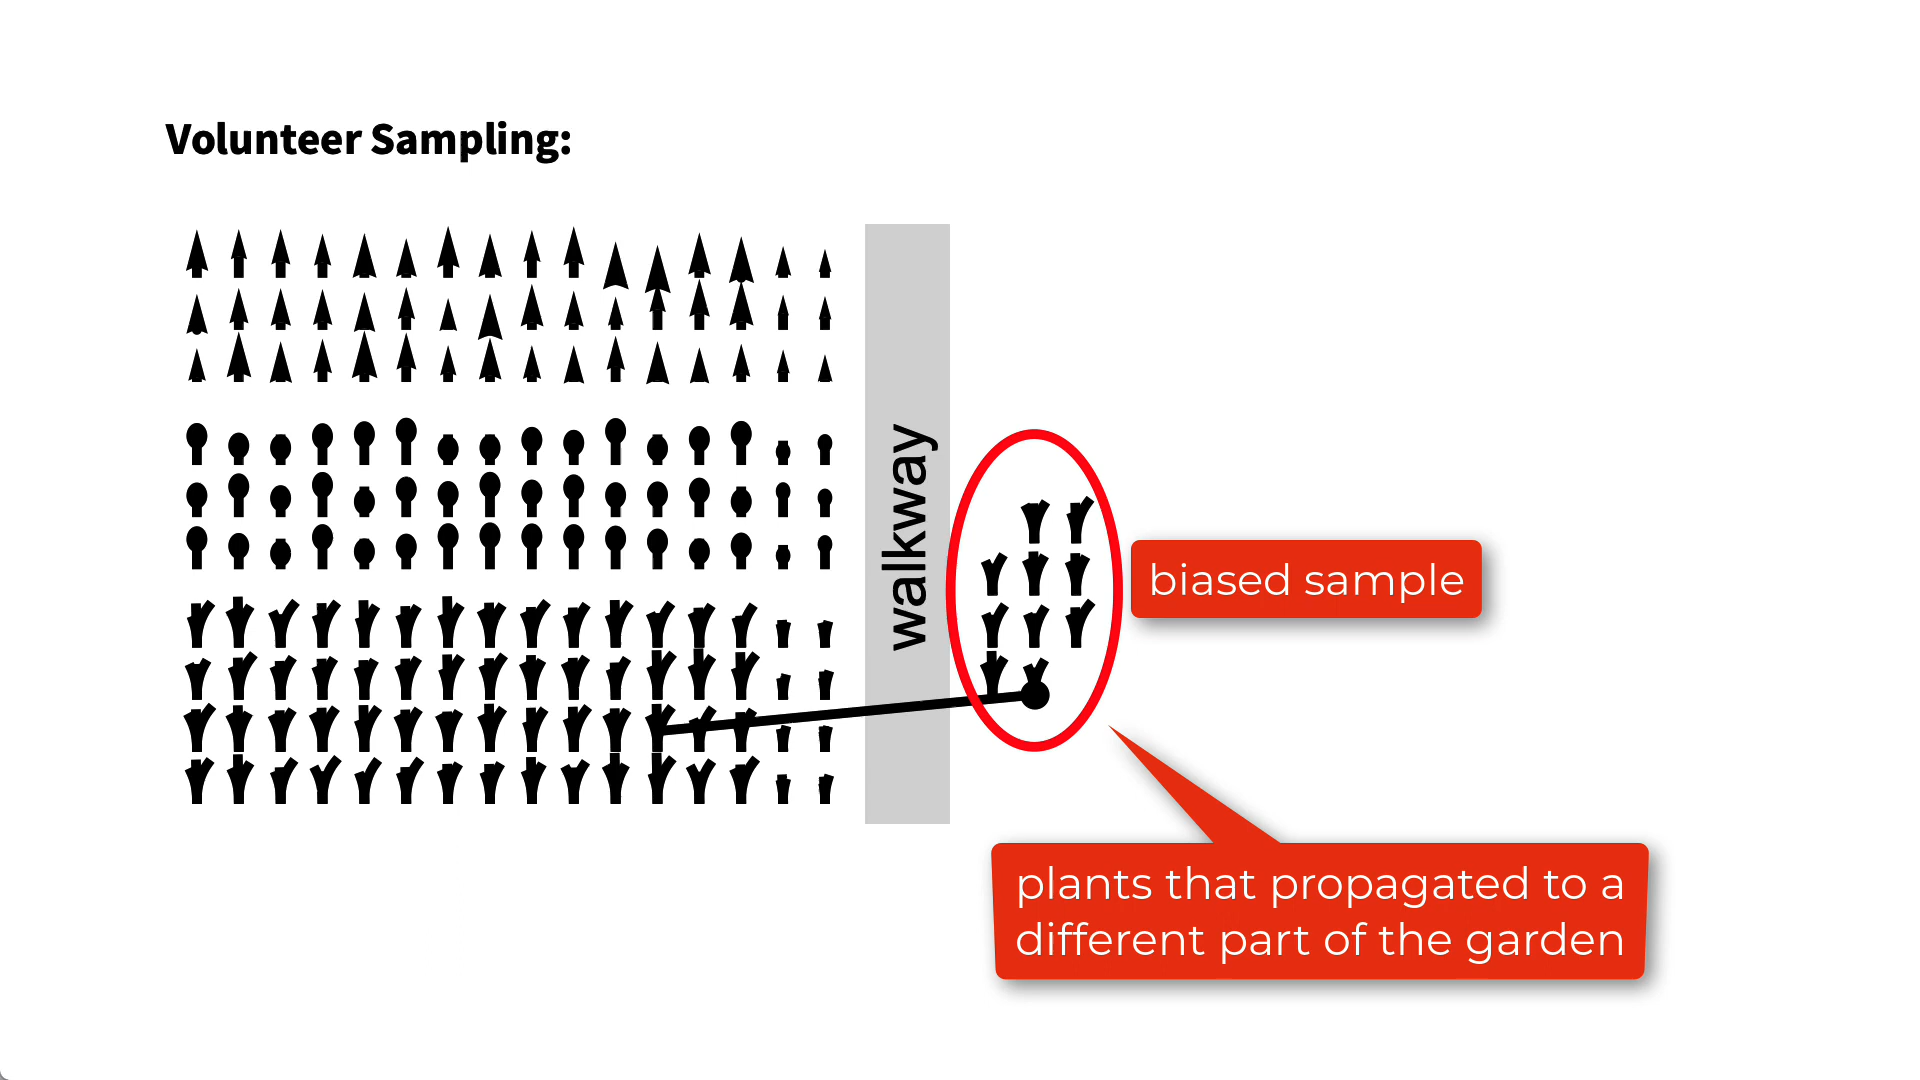 Volunteer Sampling:
walkway
biased sample
plants that propagated to a
different part of the garden